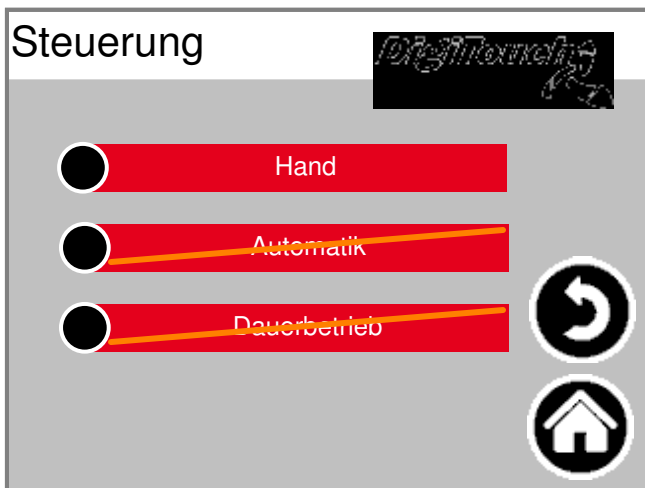 Steuerung
DigiTouch
Hand
Automatik
Dauerbetrieb